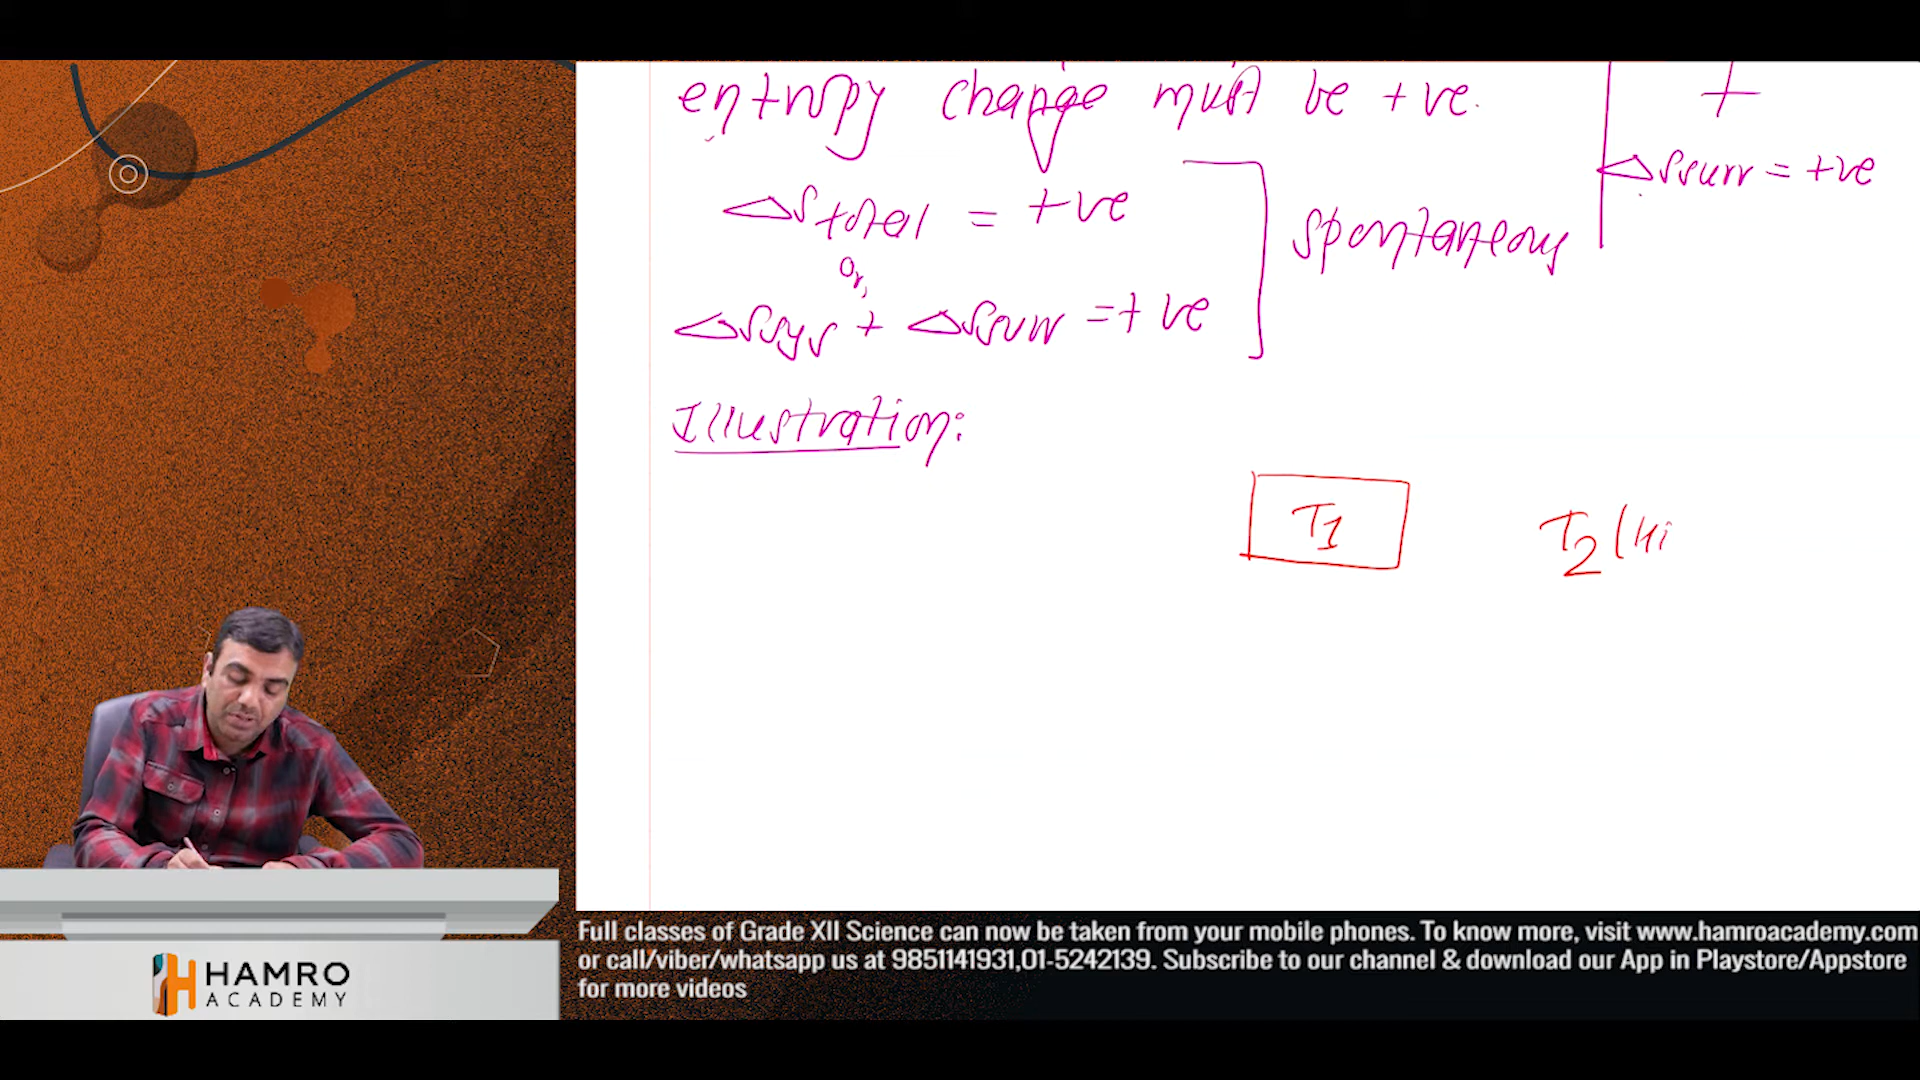 entropy change must be +ve.
+
ΔSsurr = +ve
ΔStotal = +ve
Or,
ΔSsys + ΔSsurr = + ve
spontaneous
Illustration:
T1
T2 (Hi
Full classes of Grade XII Science can now be taken from your mobile phones. To know more, visit www.hamroacademy.com
or call/viber/whatsapp us at 9851141931,01-5242139. Subscribe to our channel & download our App in Playstore/Appstore
for more videos
HAMRO
ACADEMY